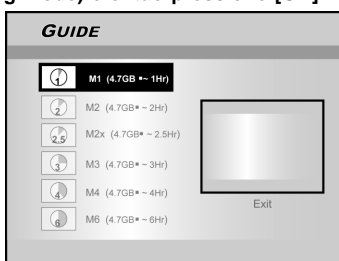 GUIDE
1 M1 (4.7GB■~ 1Hr)
2 M2 (4.7GB■~ 2Hr)
2.5 M2x (4.7GB■~ 2.5Hr)
3 M3 (4.7GB■~ 3Hr)
4 M4 (4.7GB■~ 4Hr)
6 M6 (4.7GB■~ 6Hr)
Exit